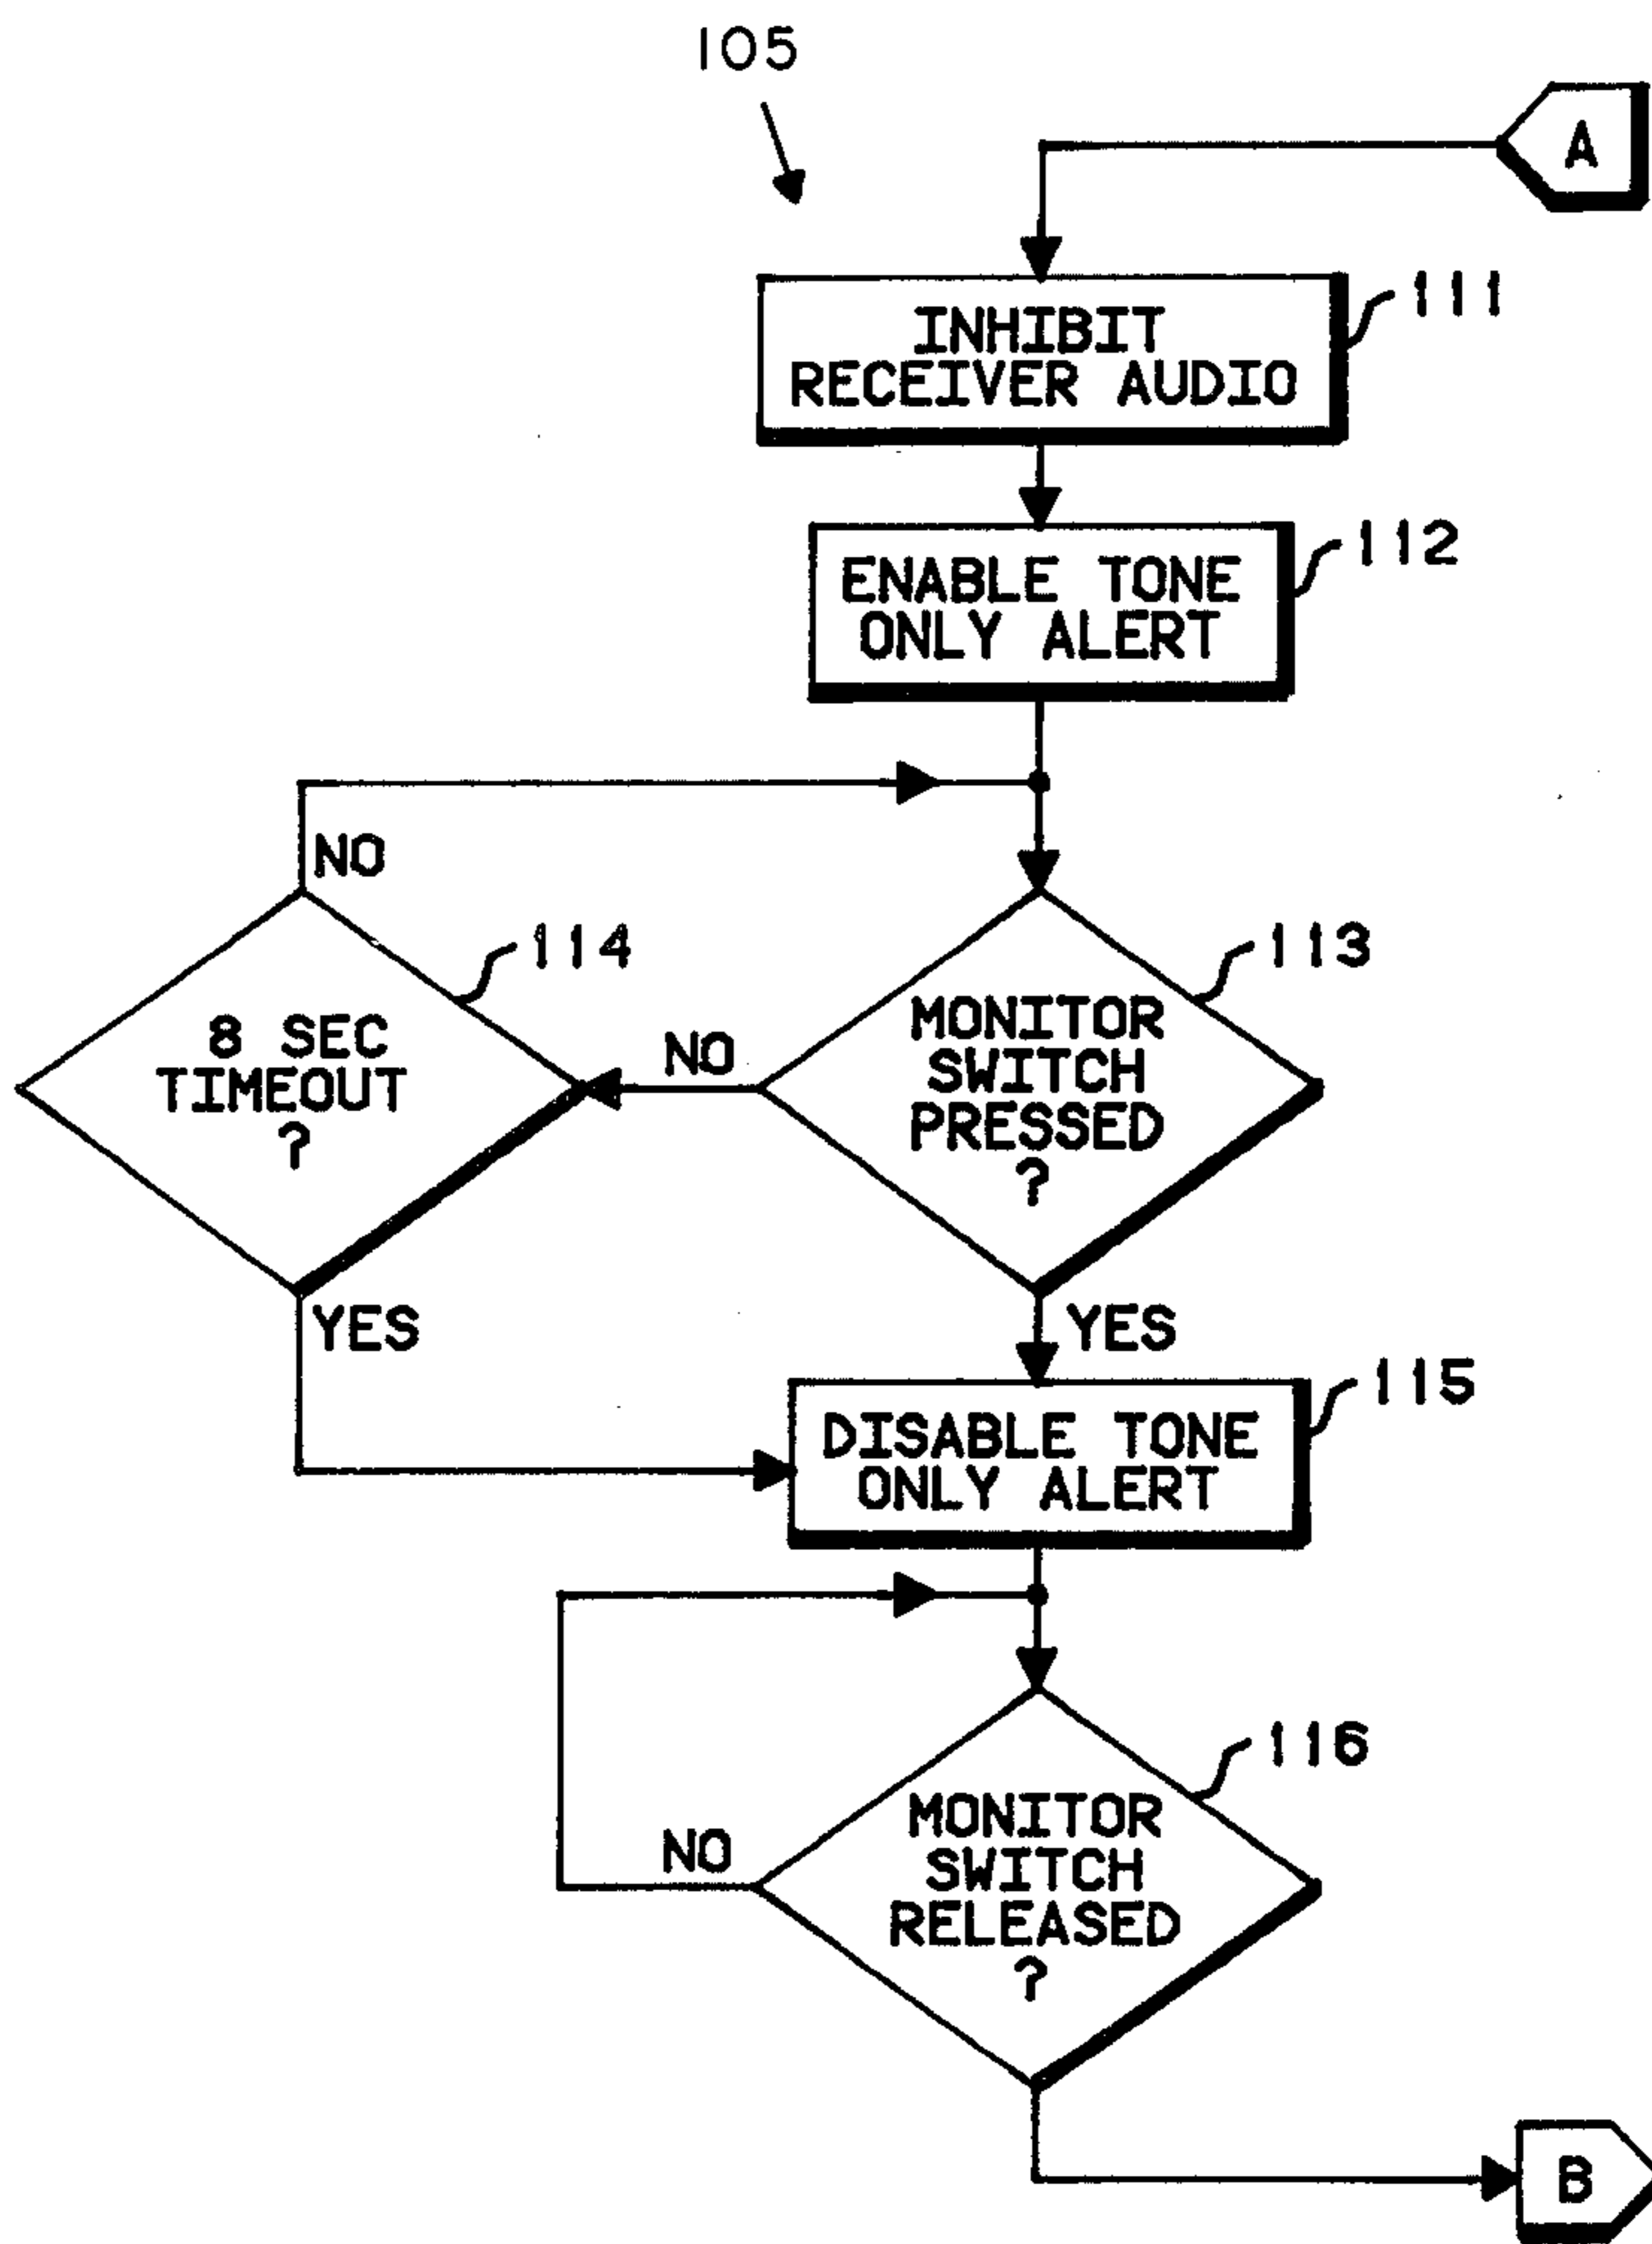 105
A
INHIBIT
RECEIVER AUDIO
111
ENABLE TONE
ONLY ALERT
112
NO
114
8 SEC
TIMEOUT
?
NO
113
MONITOR
SWITCH
PRESSED
?
YES
YES
115
DISABLE TONE
ONLY ALERT
116
MONITOR
SWITCH
RELEASED
?
NO
B